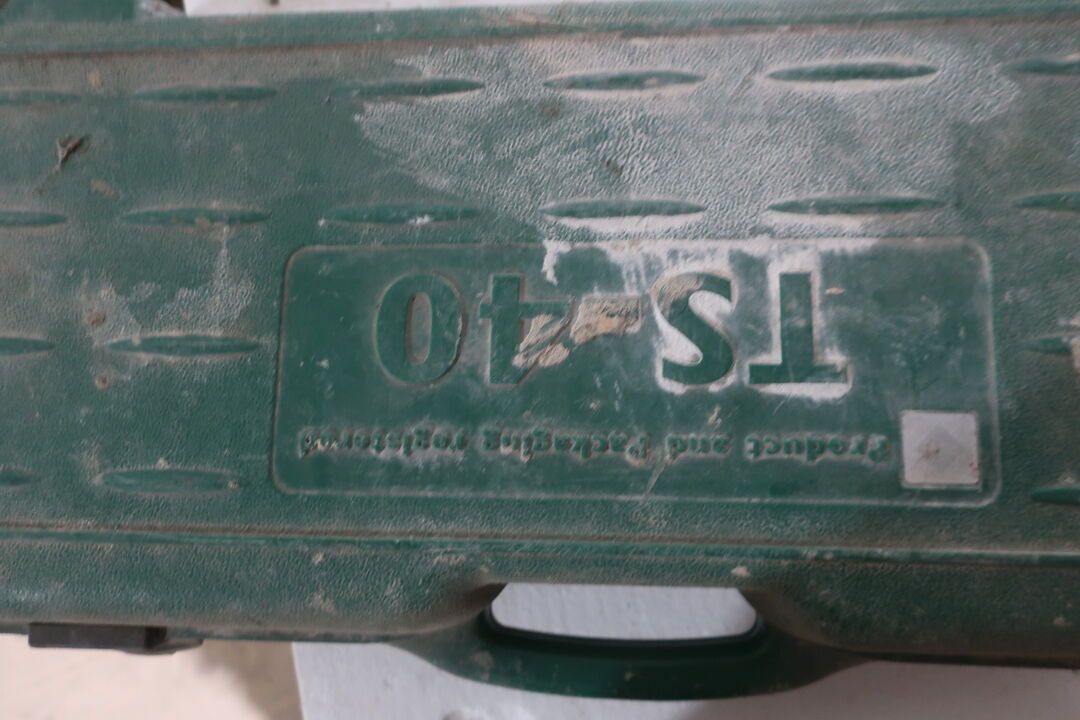 TS-40
Product and Packaging registered